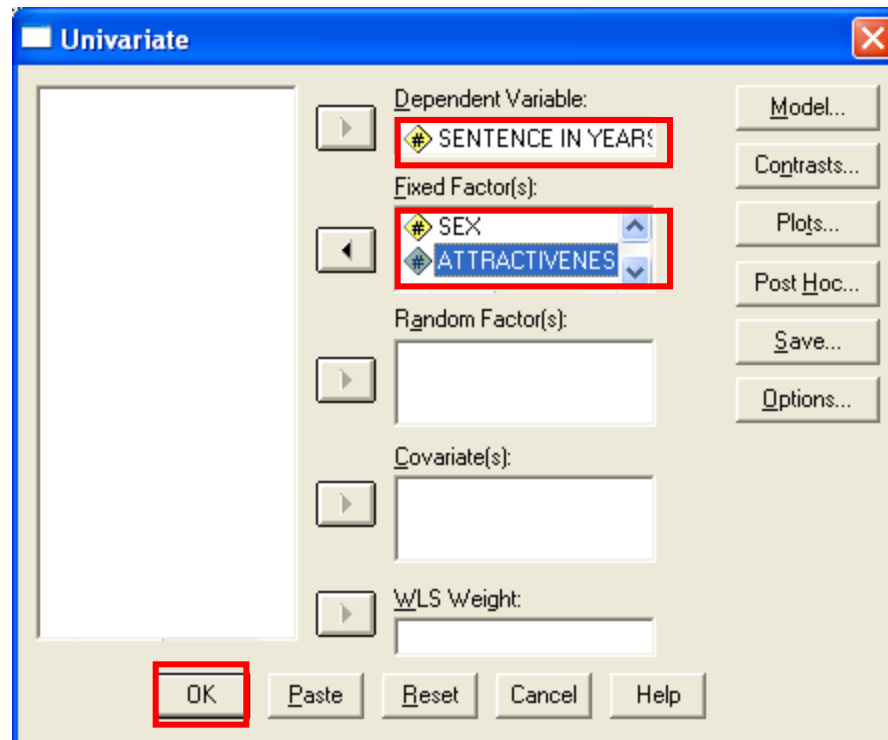 Univariate
Dependent Variable:
SENTENCE IN YEARS
Fixed Factor(s):
SEX
ATTRACTIVENES
Random Factor(s):
Covariate(s):
WLS Weight:
Model...
Contrasts...
Plots...
Post Hoc...
Save...
Options...
OK
Paste
Reset
Cancel
Help